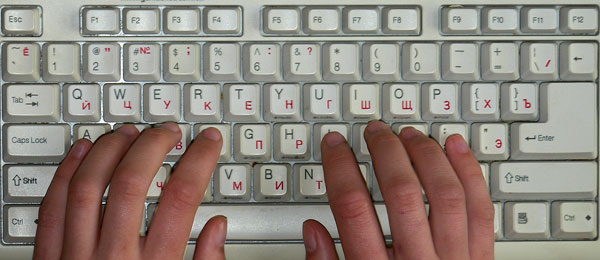 Esc F1 F2 F3 F4 F5 F6 F7 F8 F9 F10 F11 F12
~ Ё ! 1 @ " 2 # № 3 $ ; 4 % 5 ^ : 6 & ? 7 * 8 ( 9 ) 0 _ - + = | \ / ←
Tab Q Й W Ц E У R К T Е Y Н U Г I Ш O Щ P З { [ Х } ] Ъ
Caps Lock A В G П H Р : ; " ' Э ↵ Enter
⇧ Shift Ч V М B И N Т ⇧ Shift
Ctrl Ctrl